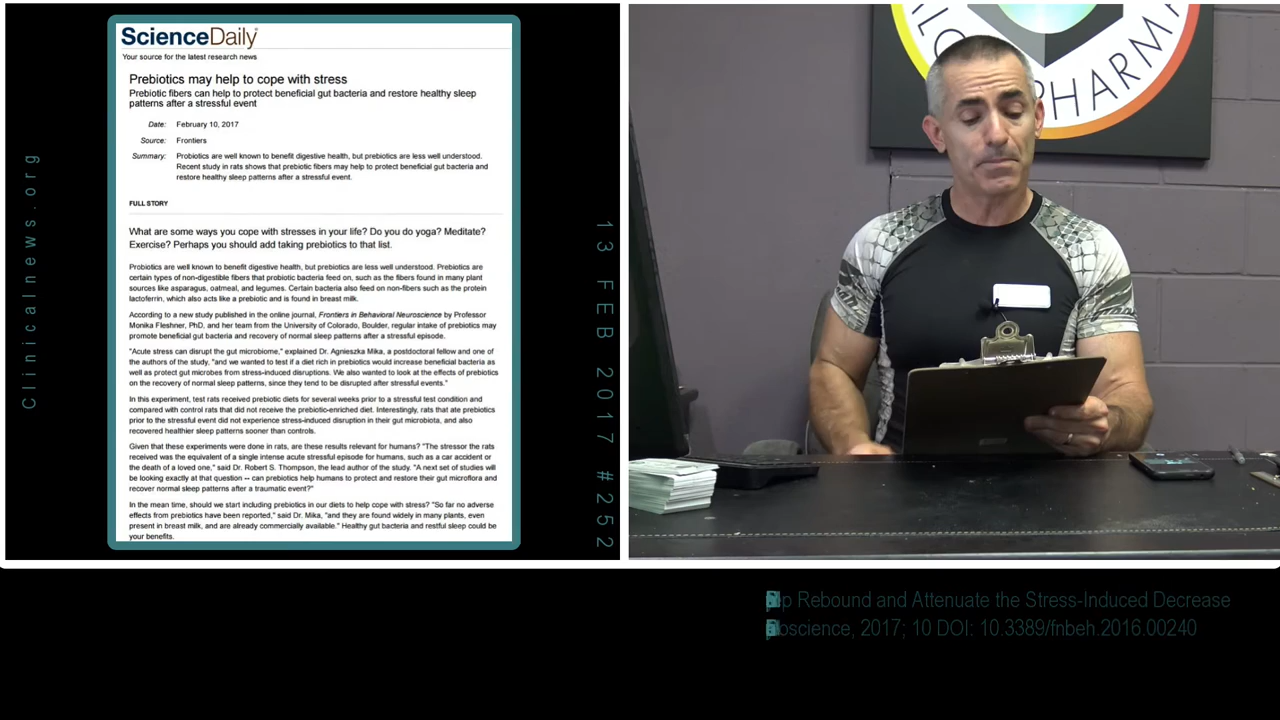 Clinicalnews.org
ScienceDaily
Your source for the latest research news
Prebiotics may help to cope with stress
Prebiotic fibers can help to protect beneficial gut bacteria and restore healthy sleep
patterns after a stressful event
Date: February 10, 2017
Source: Frontiers
Summary: Probiotics are well known to benefit digestive health, but prebiotics are less well understood.
Recent study in rats shows that prebiotic fibers may help to protect beneficial gut bacteria and
restore healthy sleep patterns after a stressful event.
FULL STORY
What are some ways you cope with stresses in your life? Do you do yoga? Meditate?
Exercise? Perhaps you should add taking prebiotics to that list.
Probiotics are well known to benefit digestive health, but prebiotics are less well understood. Prebiotics are
certain types of non-digestible fibers that probiotic bacteria feed on, such as the fibers found in many plant
sources like asparagus, oatmeal, and legumes. Certain bacteria also feed on non-fibers such as the protein
lactoferrin, which also acts like a prebiotic and is found in breast milk.
According to a new study published in the online journal, Frontiers in Behavioral Neuroscience by Professor
Monika Fleshner, PhD, and her team from the University of Colorado, Boulder, regular intake of prebiotics may
promote beneficial gut bacteria and recovery of normal sleep patterns after a stressful episode.
"Acute stress can disrupt the gut microbiome," explained Dr. Agnieszka Mika, a postdoctoral fellow and one of
the authors of the study, "and we wanted to test if a diet rich in prebiotics would increase beneficial bacteria as
well as protect gut microbes from stress-induced disruptions. We also wanted to look at the effects of prebiotics
on the recovery of normal sleep patterns, since they tend to be disrupted after stressful events."
In this experiment, test rats received prebiotic diets for several weeks prior to a stressful test condition and
compared with control rats that did not receive the prebiotic-enriched diet. Interestingly, rats that ate prebiotics
prior to the stressful event did not experience stress-induced disruption in their gut microbiota, and also
recovered healthier sleep patterns sooner than controls.
Given that these experiments were done in rats, are these results relevant for humans? "The stressor the rats
received was the equivalent of a single intense acute stressful episode for humans, such as a car accident or
the death of a loved one," said Dr. Robert S. Thompson, the lead author of the study. "A next set of studies will
be looking exactly at that question -- can prebiotics help humans to protect and restore their gut microflora and
recover normal sleep patterns after a traumatic event?"
In the mean time, should we start including prebiotics in our diets to help cope with stress? "So far no adverse
effects from prebiotics have been reported," said Dr. Mika, "and they are found widely in many plants, even
present in breast milk, and are already commercially available." Healthy gut bacteria and restful sleep could be
your benefits.
13 FEB 2017 #252
PHARM
Rebound and Attenuate the Stress-Induced Decrease
2017; 10 DOI: 10.3389/fnbeh.2016.00240